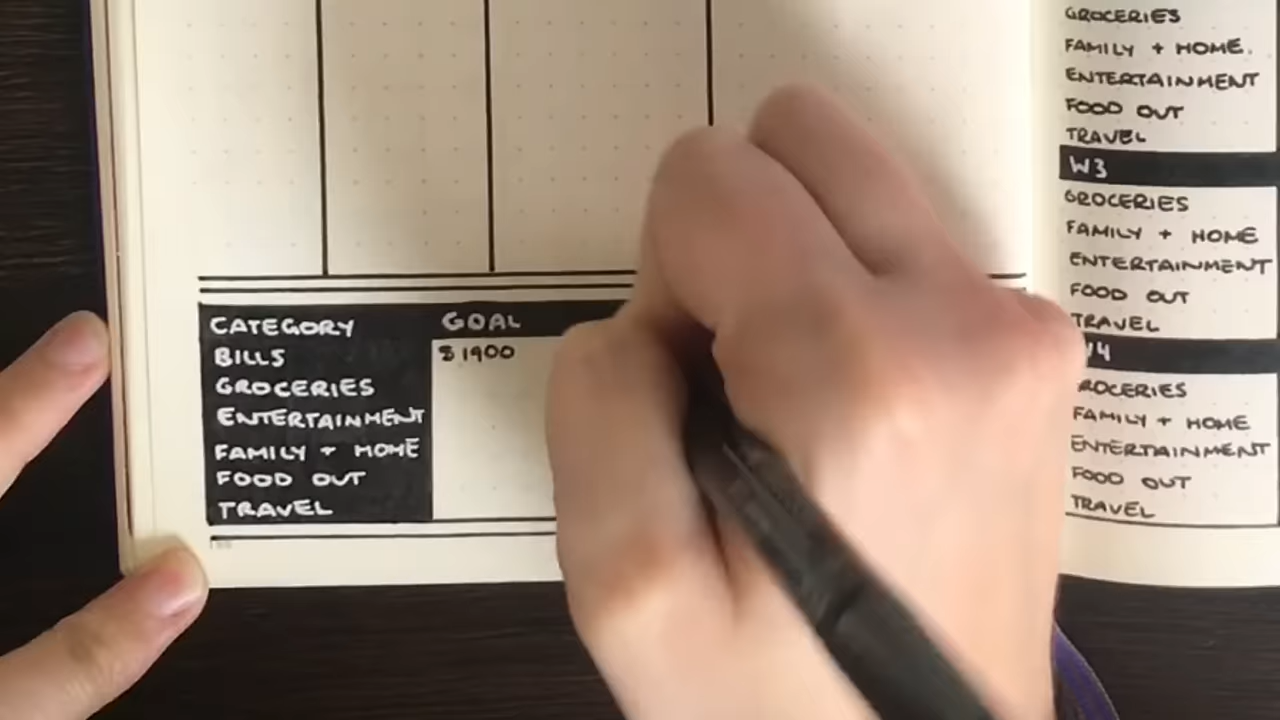 CATEGORY GOAL
BILLS $1900
GROCERIES
ENTERTAINMENT
FAMILY + HOME
FOOD OUT
TRAVEL
GROCERIES
FAMILY + HOME.
ENTERTAINMENT
FOOD OUT
TRAVEL
W3
GROCERIES
FAMILY + HOME
ENTERTAINMENT
FOOD OUT
TRAVEL
4
ROCERIES
FAMILY + HOME
ENTERTAINMENT
FOOD OUT
TRAVEL